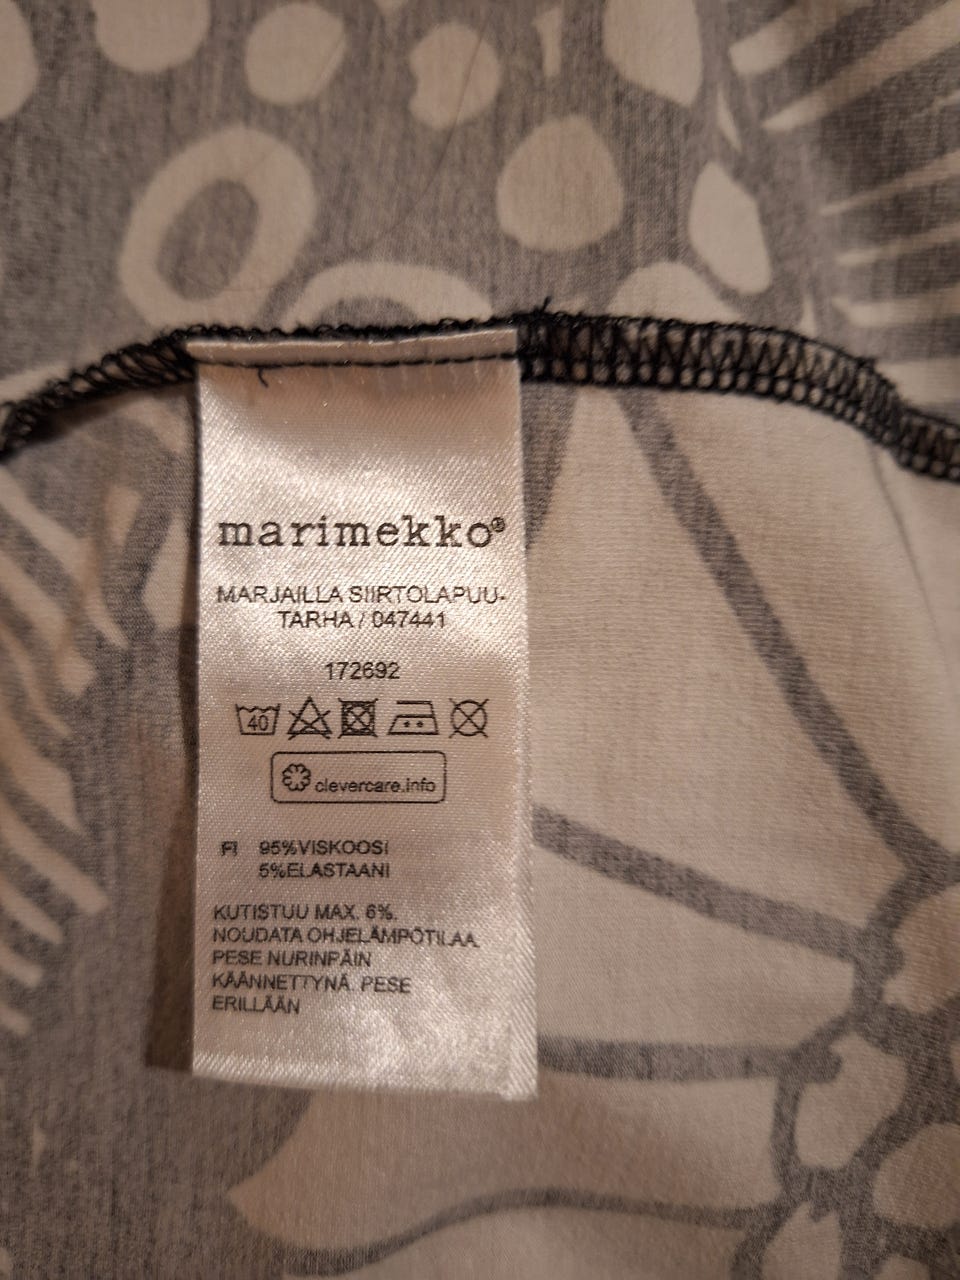 marimekko®
MARJAILLA SIIRTOLAPUU-
TARHA / 047441
172692
40
clevercare.info
FI 95%VISKOOSI
5%ELASTAANI
KUTISTUU MAX. 6%.
NOUDATA OHJELÄMPÖTILAA.
PESE NURINPÄIN
KÄÄNNETTYNÄ. PESE
ERILLÄÄN